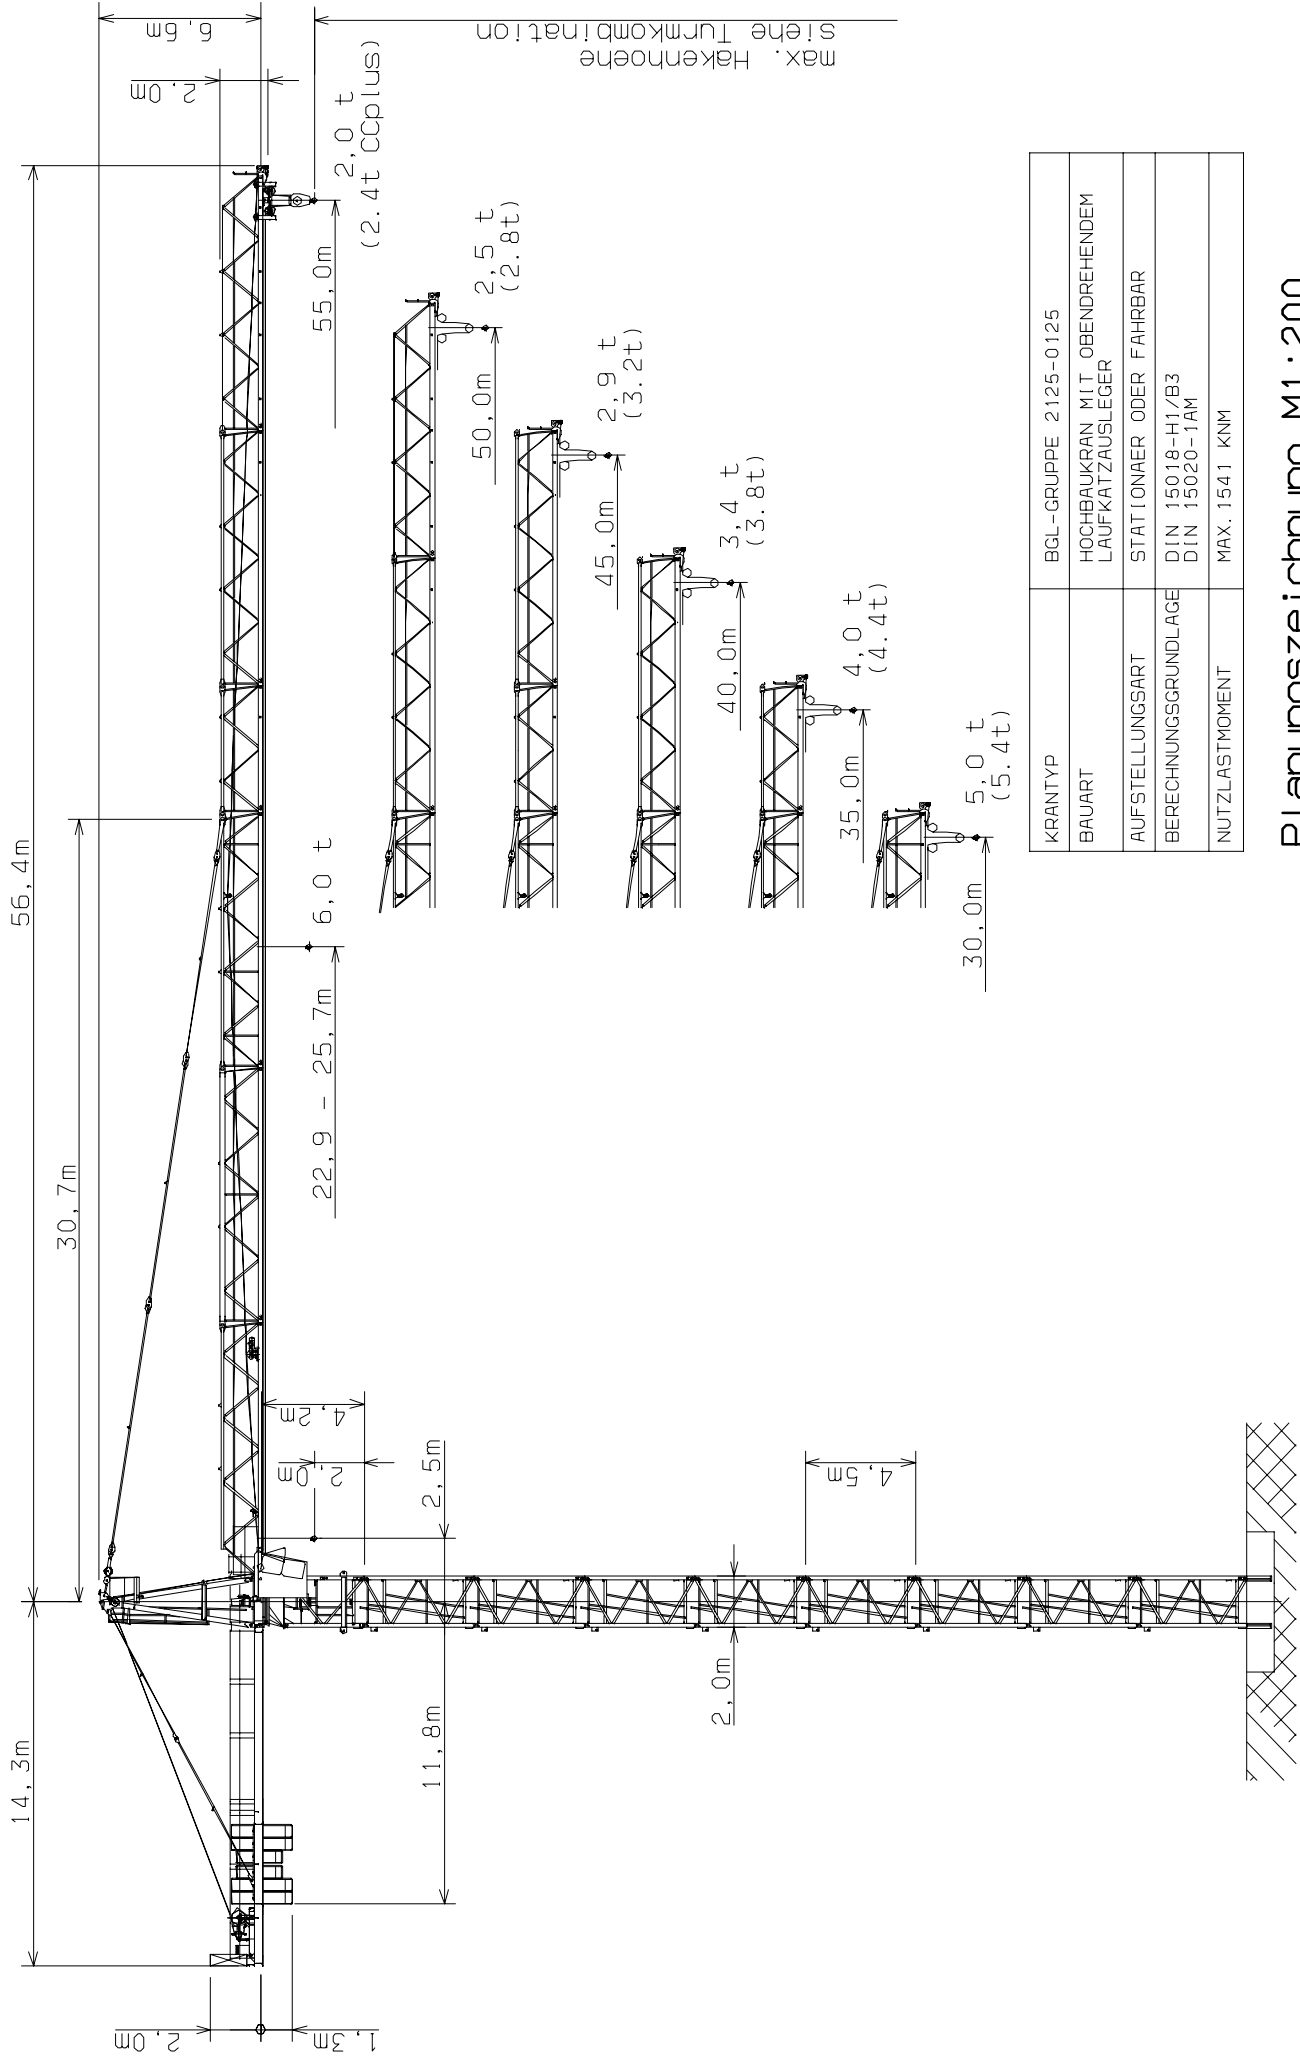 56,4m
14,3m
30,7m
6,6m
2,0m
2,0 t
(2.4t CCplus)
55,0m
max. Hakenhoehe
siehe Turmkombination
6,0 t
22,9 - 25,7m
4,2m
2,0m
2,5m
11,8m
2,0m
1,3m
4,5m
2,0m
2,5 t
(2.8t)
50,0m
2,9 t
(3.2t)
45,0m
3,4 t
(3.8t)
40,0m
4,0 t
(4.4t)
35,0m
5,0 t
(5.4t)
30,0m
KRANTYP BGL-GRUPPE 2125-0125
BAUART HOCHBAUKRAN MIT OBENDREHENDEM
LAUFKATZAUSLEGER
AUFSTELLUNGSART STATIONAER ODER FAHRBAR
BERECHNUNGSGRUNDLAGE DIN 15018-H1/B3
DIN 15020-1AM
NUTZLASTMOMENT MAX. 1541 KNM
Planungszeichnung M1:200